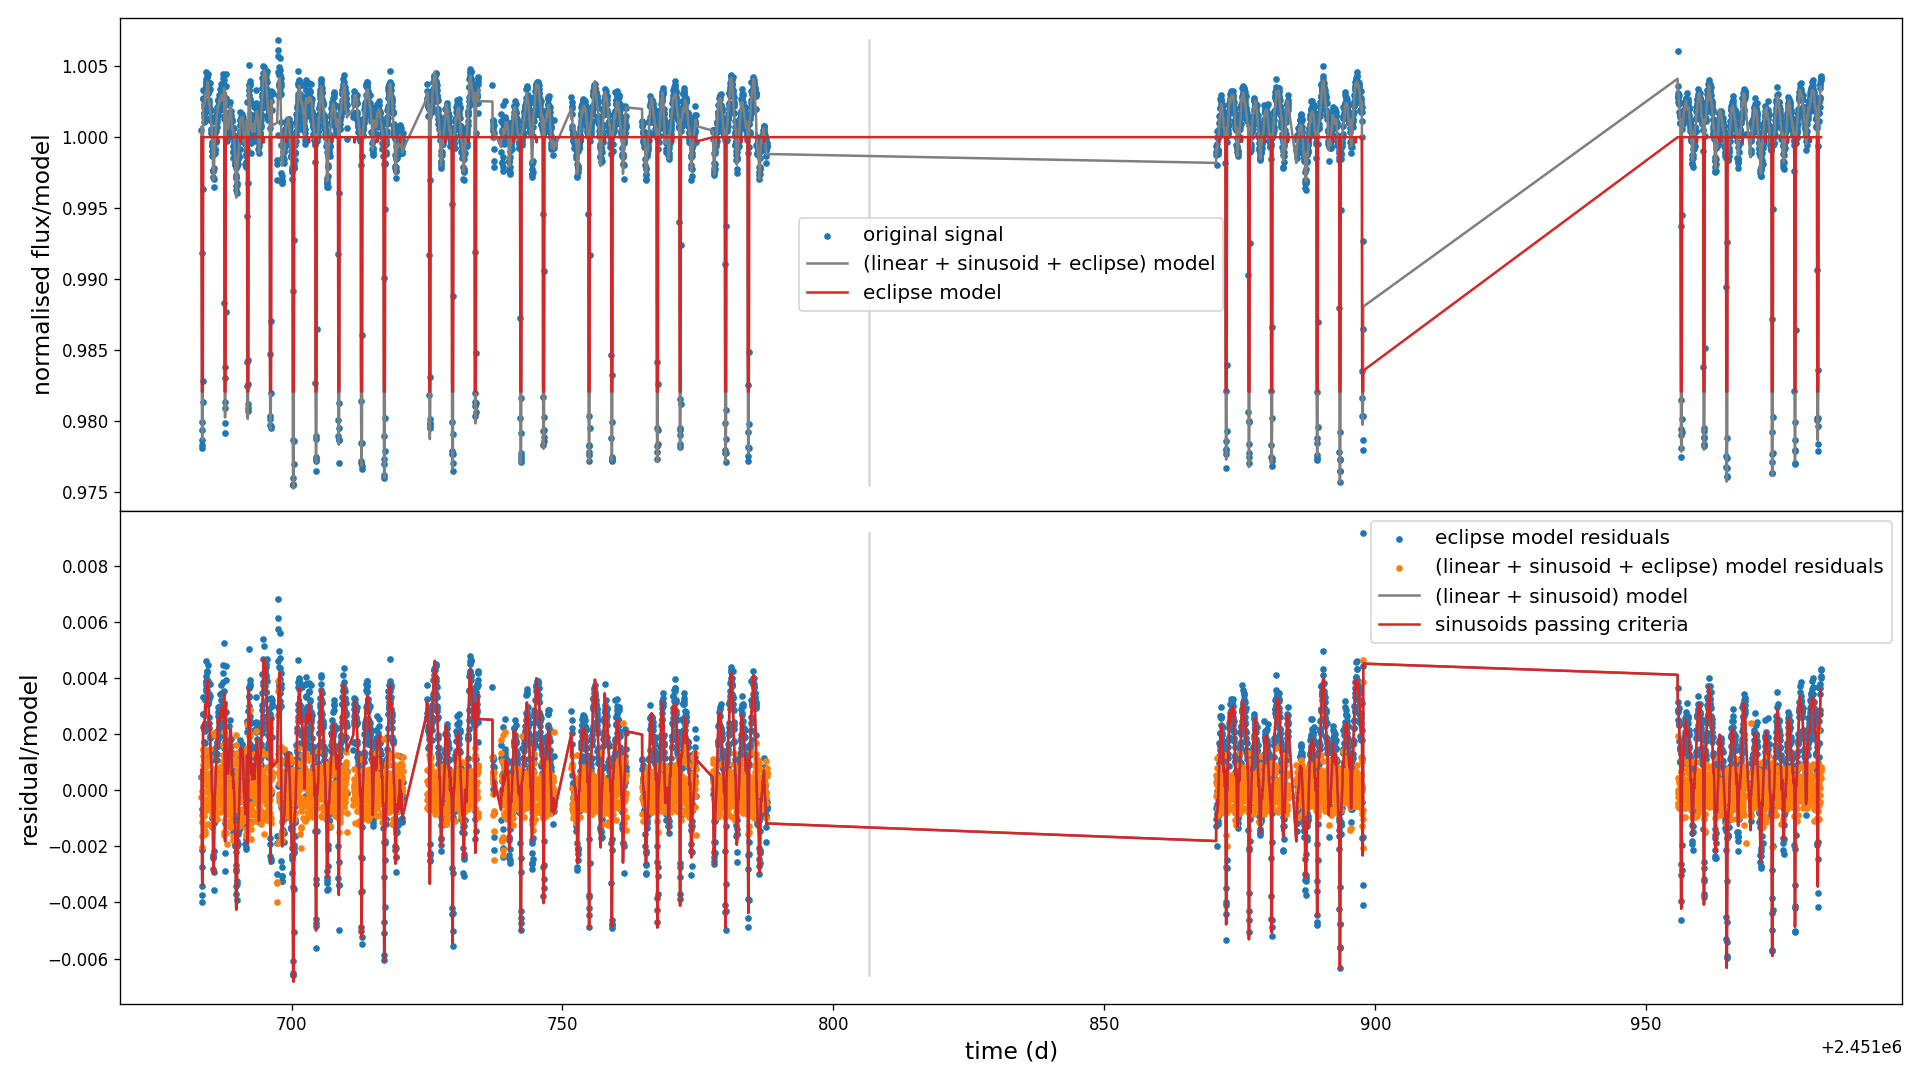 normalised flux/model
1.005
1.000
0.995
0.990
0.985
0.980
0.975
original signal
(linear + sinusoid + eclipse) model
eclipse model
residual/model
0.008
0.006
0.004
0.002
0.000
−0.002
−0.004
−0.006
eclipse model residuals
(linear + sinusoid + eclipse) model residuals
(linear + sinusoid) model
sinusoids passing criteria
700
750
800
850
900
950
time (d)
+2.451e6